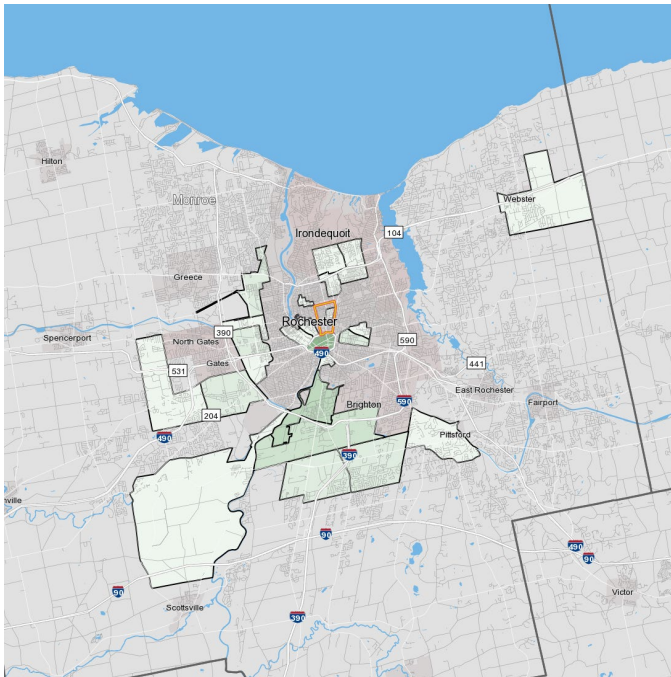 Hilton
Monroe
Webster
Irondequoit
104
Greece
Rochester
390
North Gates
Spencerport
590
490
Gates
441
531
East Rochester
Brighton
590
Fairport
204
490
Pittsford
390
nville
90
490
90
90
Victor
Scottsville
390